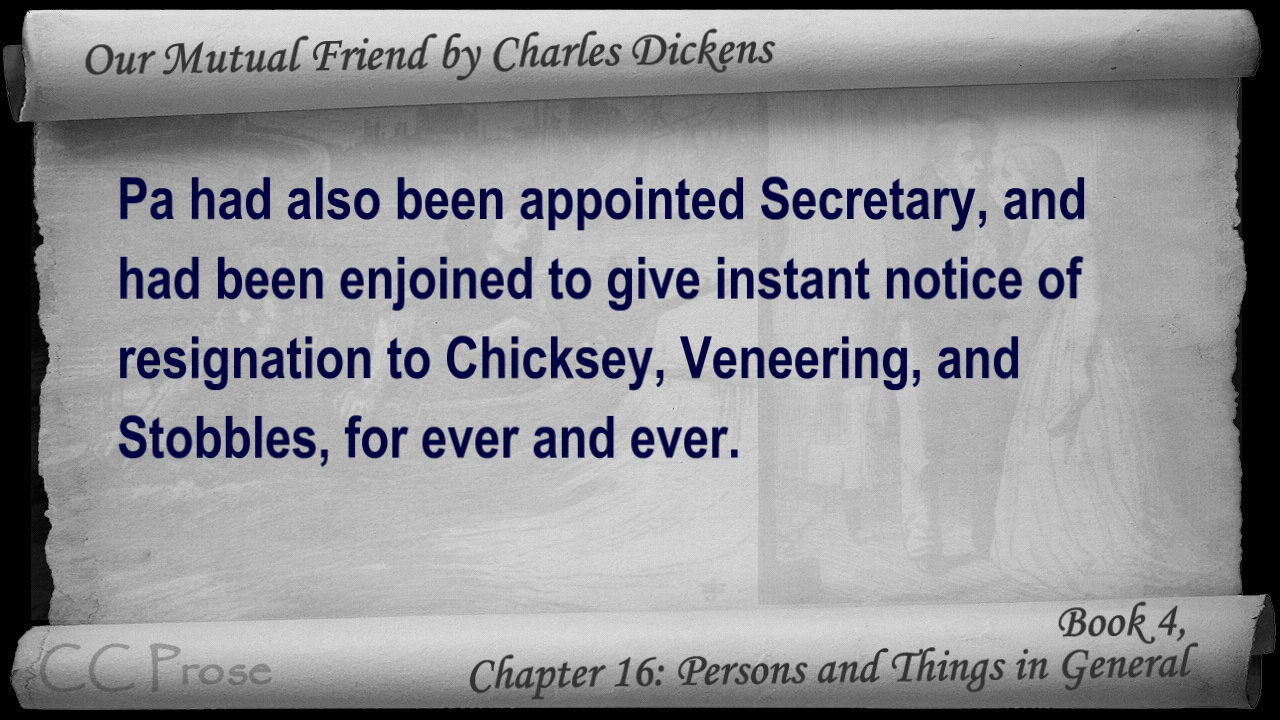 Our Mutual Friend by Charles Dickens
Pa had also been appointed Secretary, and
had been enjoined to give instant notice of
resignation to Chicksey, Veneering, and
Stobbles, for ever and ever.
Book 4,
Chapter 16: Persons and Things in General
CC Prose